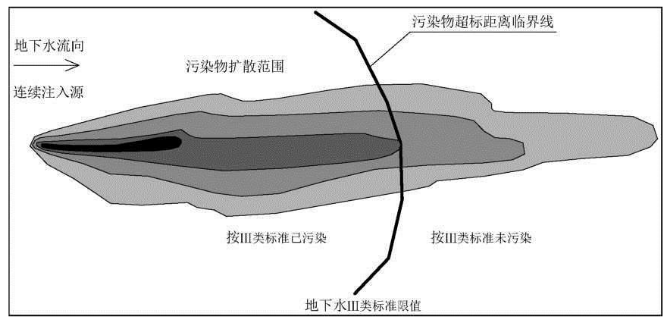 污染物超标距离临界线
地下水流向
污染物扩散范围
连续注入源
按Ⅲ类标准己污染
按Ⅲ类标准未污染
地下水Ⅲ类标准限值